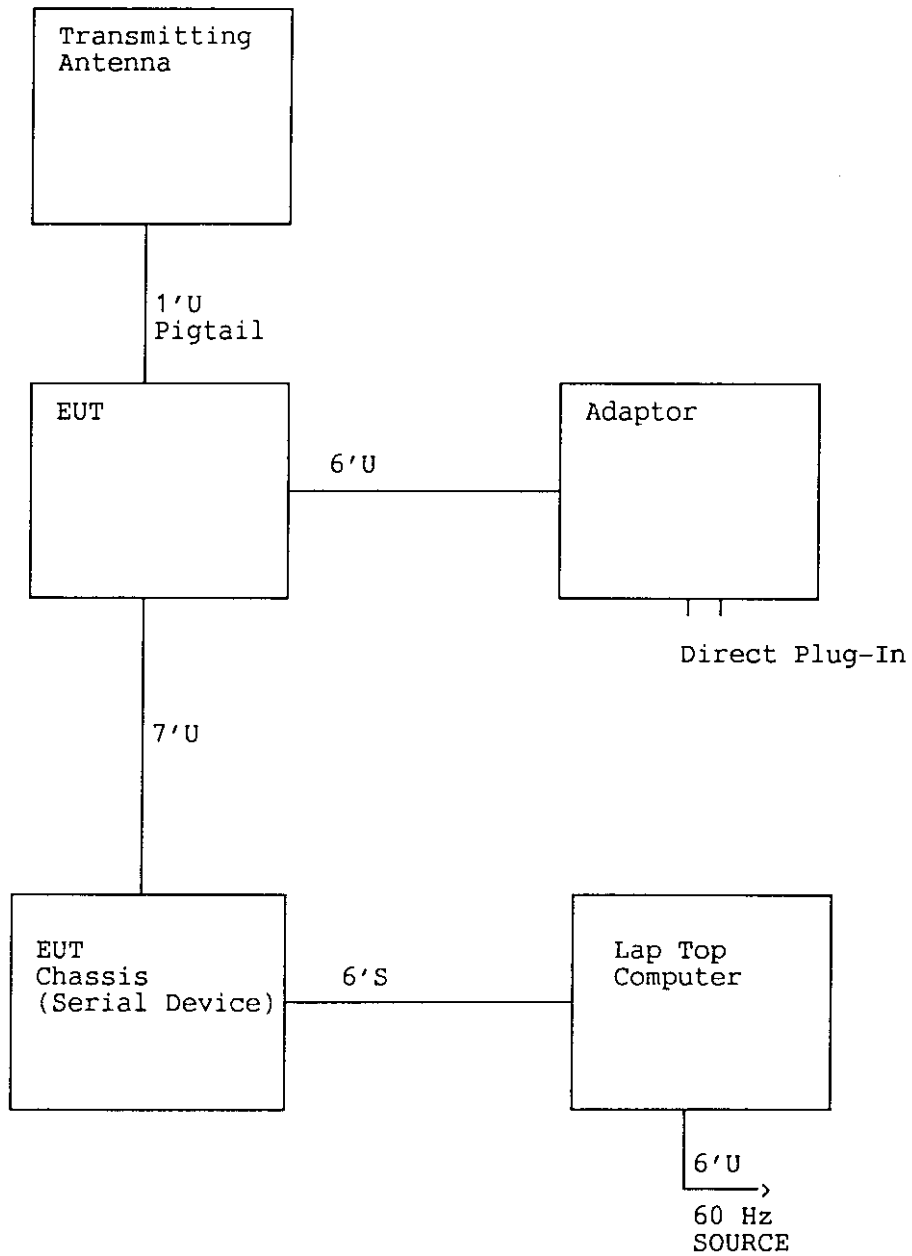 Transmitting
Antenna
1'U
Pigtail
EUT
6'U
Adaptor
Direct Plug-In
7'U
EUT
Chassis
(Serial Device)
6'S
Lap Top
Computer
6'U
60 Hz
SOURCE